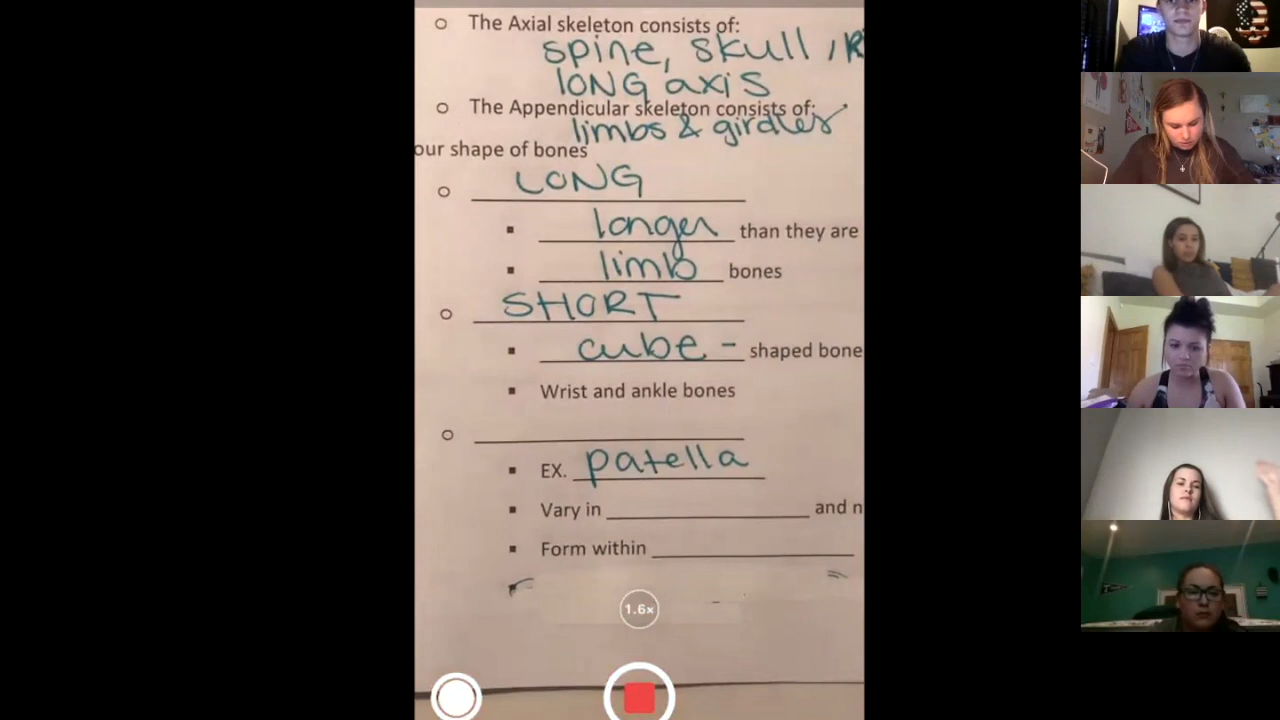 The Axial skeleton consists of:
spine, skull, R
LONG axis
The Appendicular skeleton consists of:
limbs & girdles
our shape of bones
LONG
longer than they are
limb bones
SHORT
cube - shaped bone
Wrist and ankle bones
EX. patella
Vary in and n
Form within
1.6×